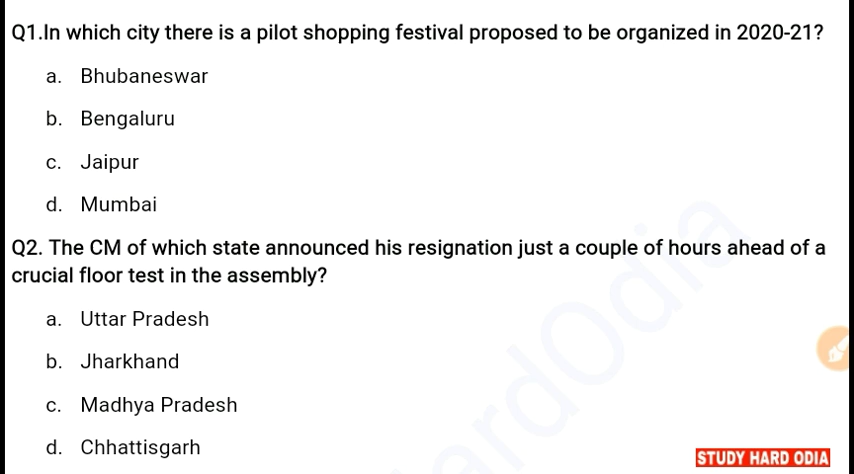 Q1.In which city there is a pilot shopping festival proposed to be organized in 2020-21?
a. Bhubaneswar
b. Bengaluru
c. Jaipur
d. Mumbai
Q2. The CM of which state announced his resignation just a couple of hours ahead of a
crucial floor test in the assembly?
a. Uttar Pradesh
b. Jharkhand
c. Madhya Pradesh
d. Chhattisgarh
rdOdia
STUDY HARD ODIA